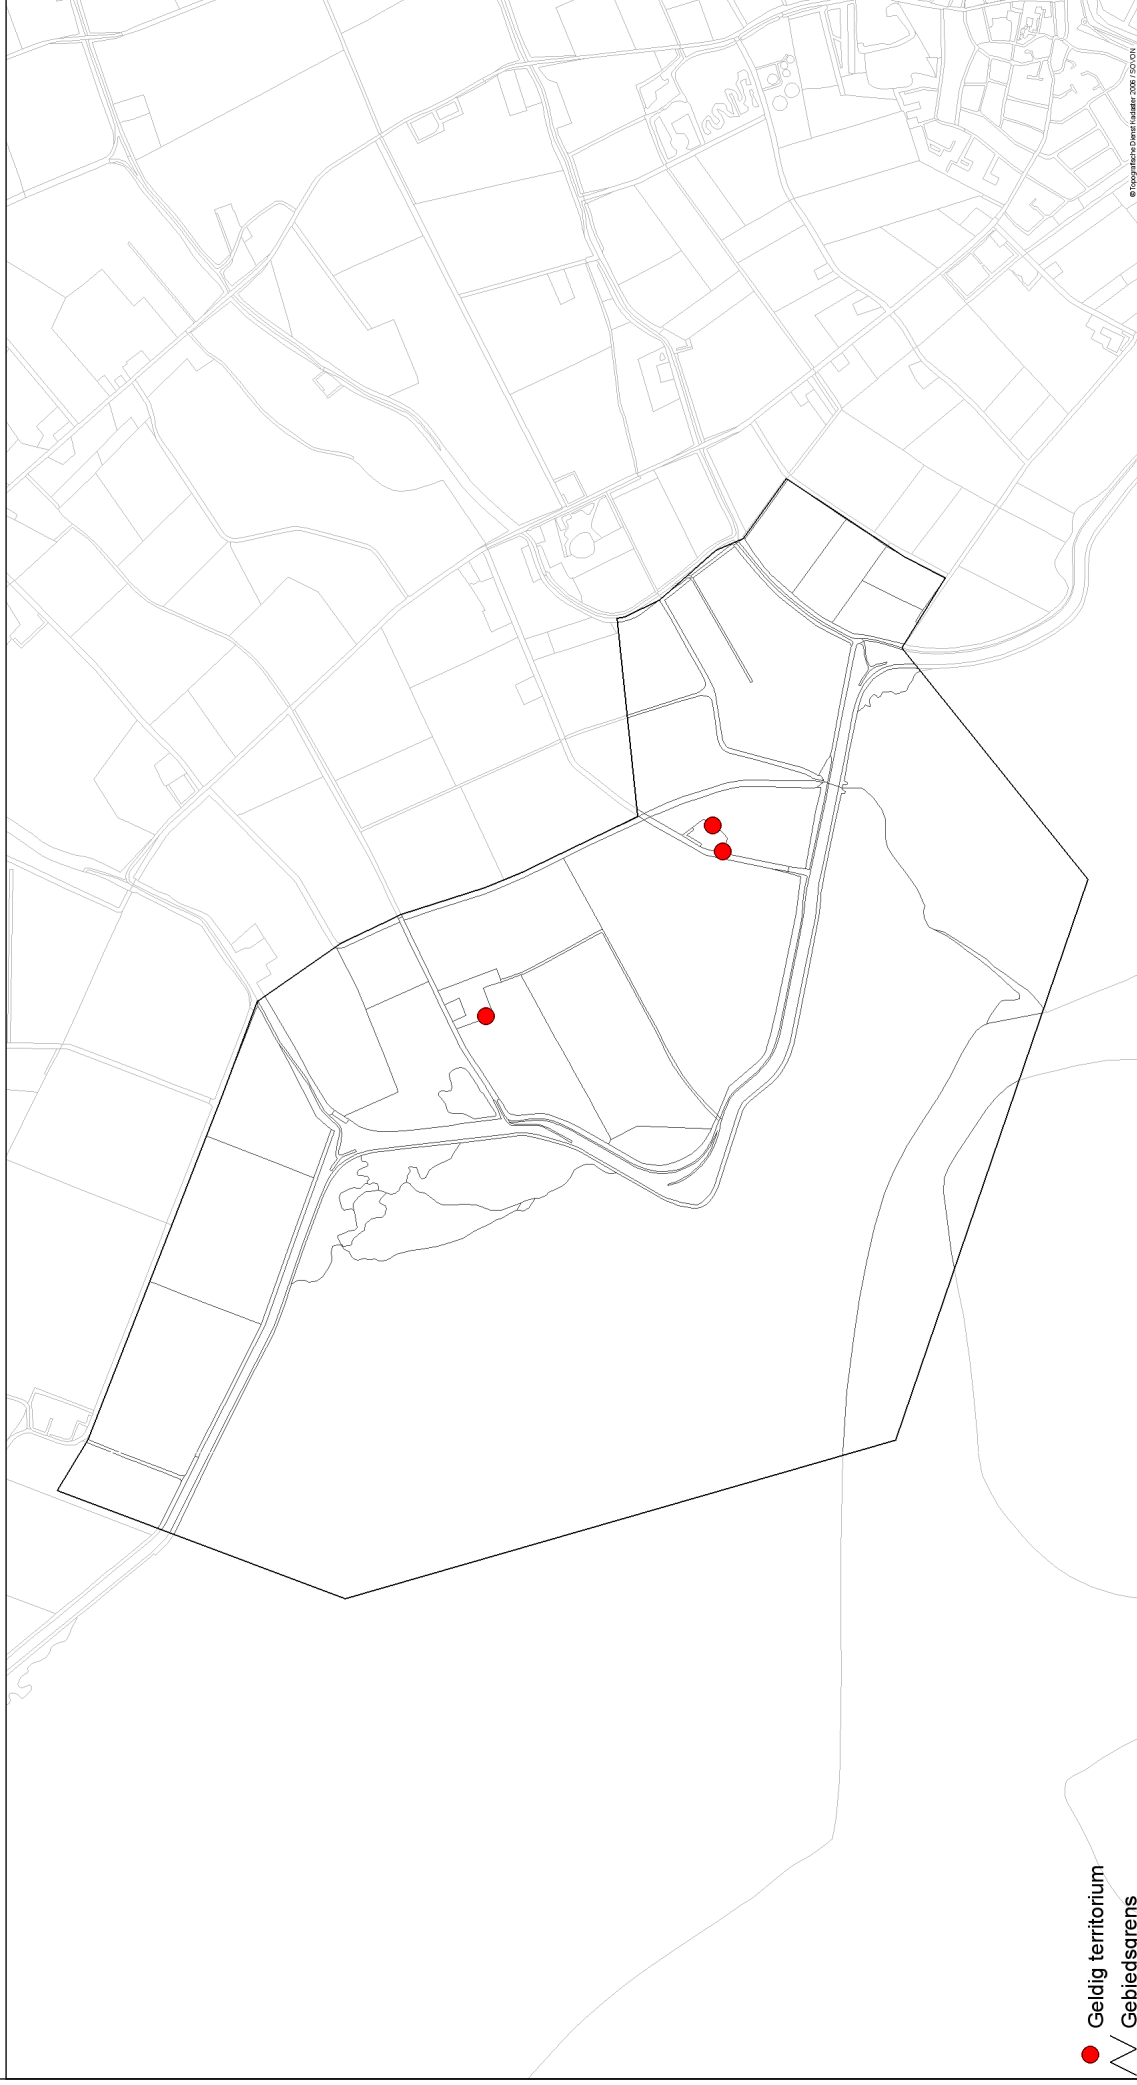 Geldig territorium
Gebiedsgrens
© Topografische Dienst Kadaster 2006 / SOVON